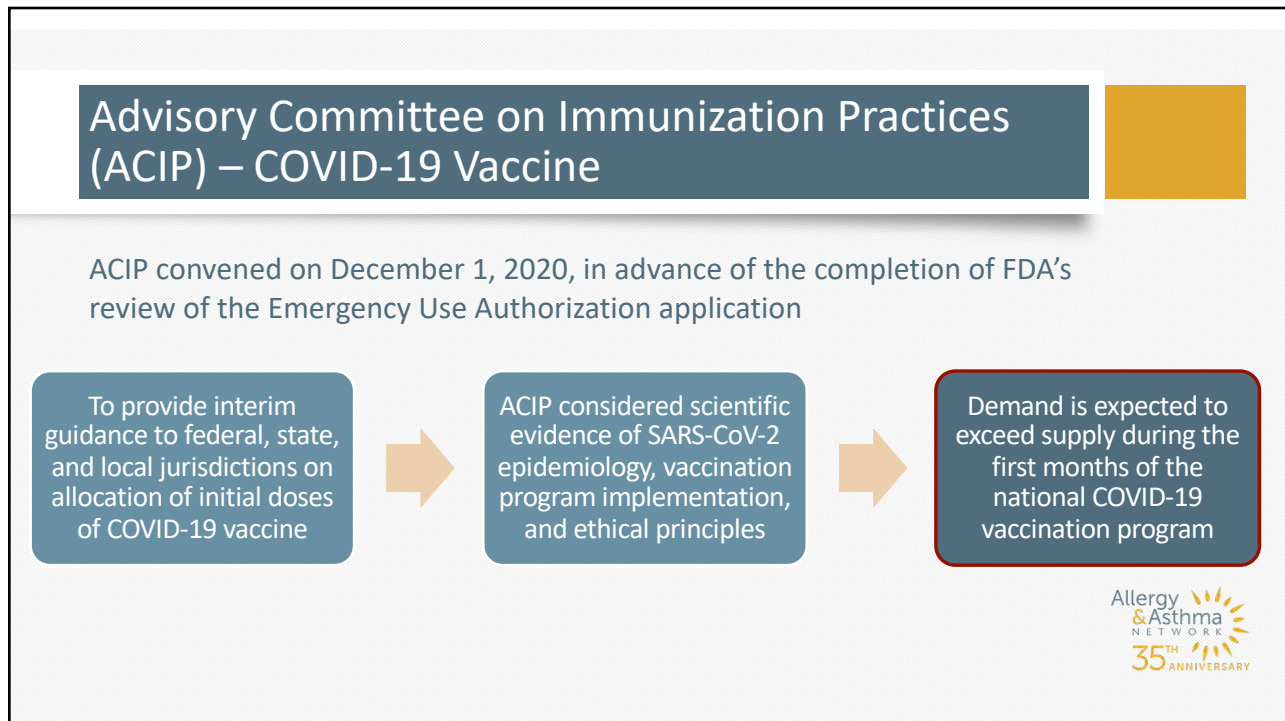 Advisory Committee on Immunization Practices
(ACIP) – COVID-19 Vaccine
ACIP convened on December 1, 2020, in advance of the completion of FDA’s
review of the Emergency Use Authorization application
To provide interim
guidance to federal, state,
and local jurisdictions on
allocation of initial doses
of COVID-19 vaccine
ACIP considered scientific
evidence of SARS-CoV-2
epidemiology, vaccination
program implementation,
and ethical principles
Demand is expected to
exceed supply during the
first months of the
national COVID-19
vaccination program
Allergy
&Asthma
NETWORK
35TH ANNIVERSARY